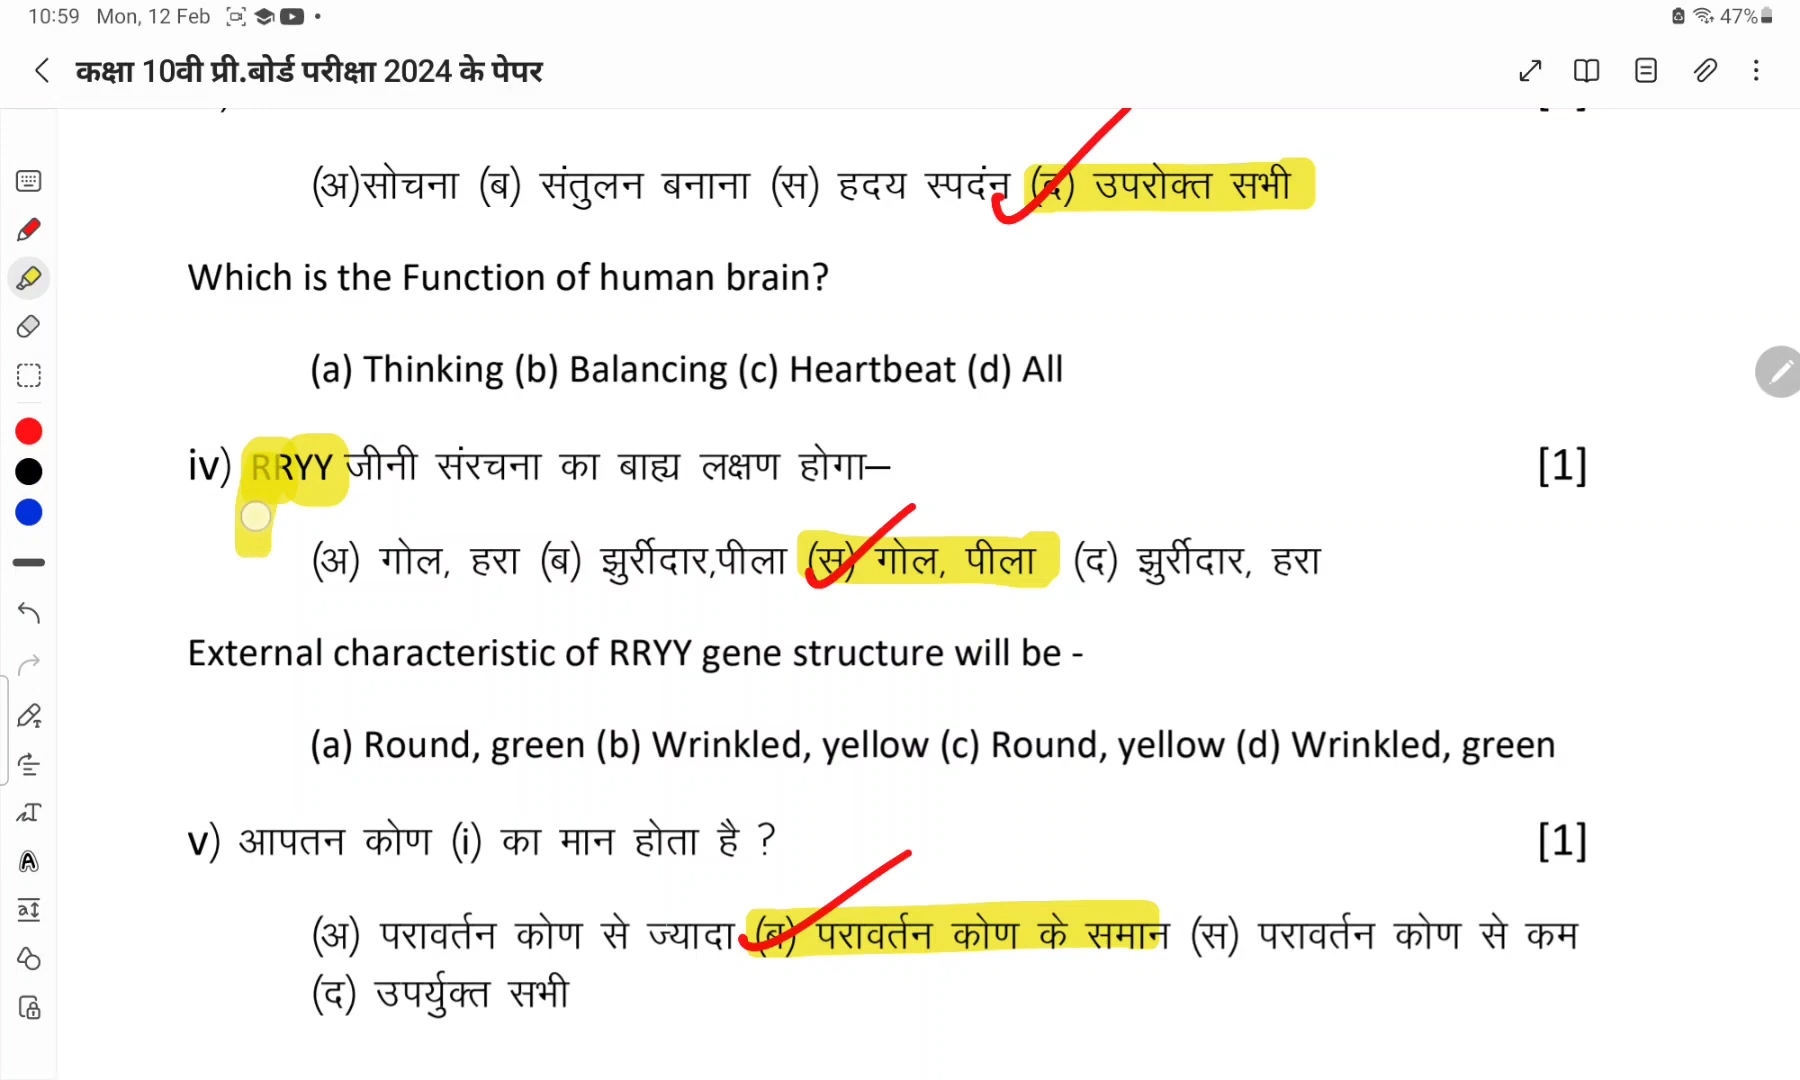 10:59 Mon, 12 Feb 47%
कक्षा 10वी प्री.बोर्ड परीक्षा 2024 के पेपर
(अ)सोचना (ब) संतुलन बनाना (स) हदय स्पदंन (द) उपरोक्त सभी
Which is the Function of human brain?
(a) Thinking (b) Balancing (c) Heartbeat (d) All
iv) RRYY जीनी संरचना का बाह्य लक्षण होगा– [1]
(अ) गोल, हरा (ब) झुर्रीदार,पीला (स) गोल, पीला (द) झुर्रीदार, हरा
External characteristic of RRYY gene structure will be -
(a) Round, green (b) Wrinkled, yellow (c) Round, yellow (d) Wrinkled, green
v) आपतन कोण (i) का मान होता है ? [1]
(अ) परावर्तन कोण से ज्यादा (ब) परावर्तन कोण के समान (स) परावर्तन कोण से कम
(द) उपर्युक्त सभी